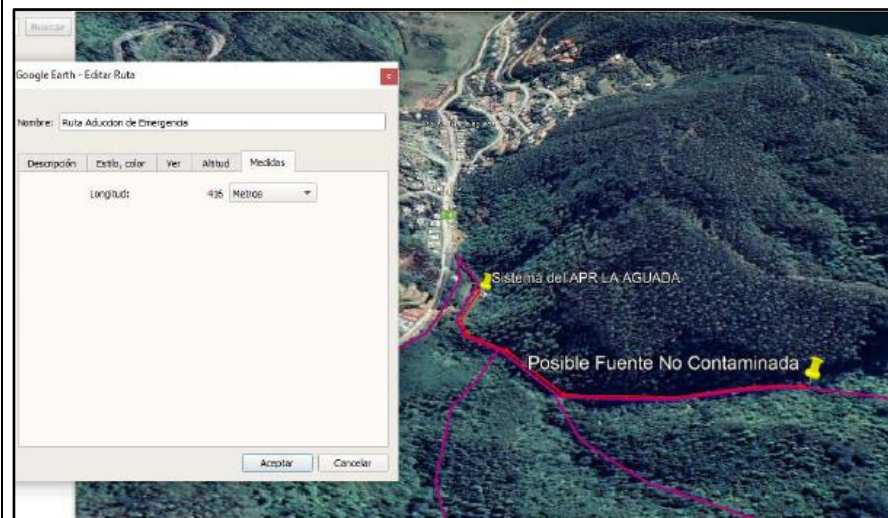 Buscar
Google Earth - Editar Ruta
Nombre: Ruta Aduccion de Emergencia
Descripción Estilo, color Ver Altitud Medidas
Longitud: 416 Metros
Sistema del APR LA AGUADA
Posible Fuente No Contaminada
Aceptar Cancelar